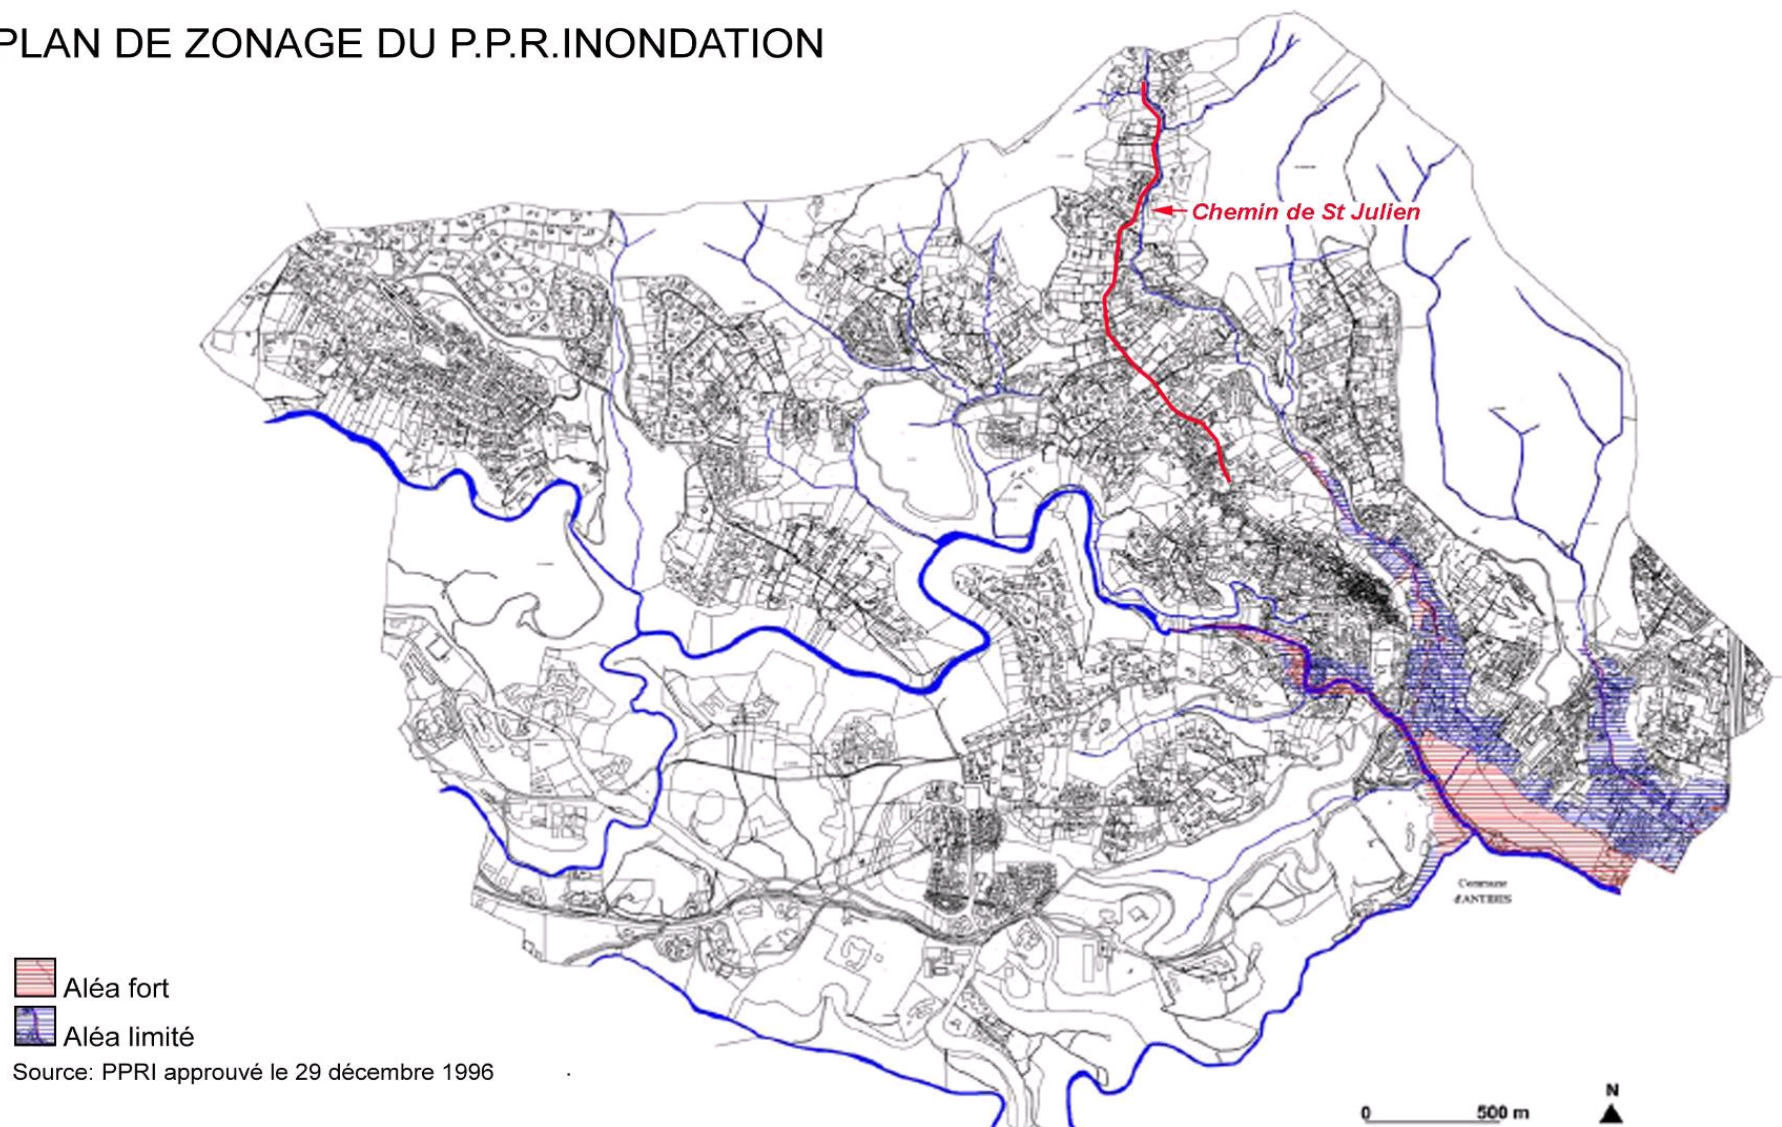 PLAN DE ZONAGE DU P.P.R.INONDATION
Chemin de St Julien
Commune
d'ANTIBES
Aléa fort
Aléa limité
Source: PPRI approuvé le 29 décembre 1996
N
0 500 m